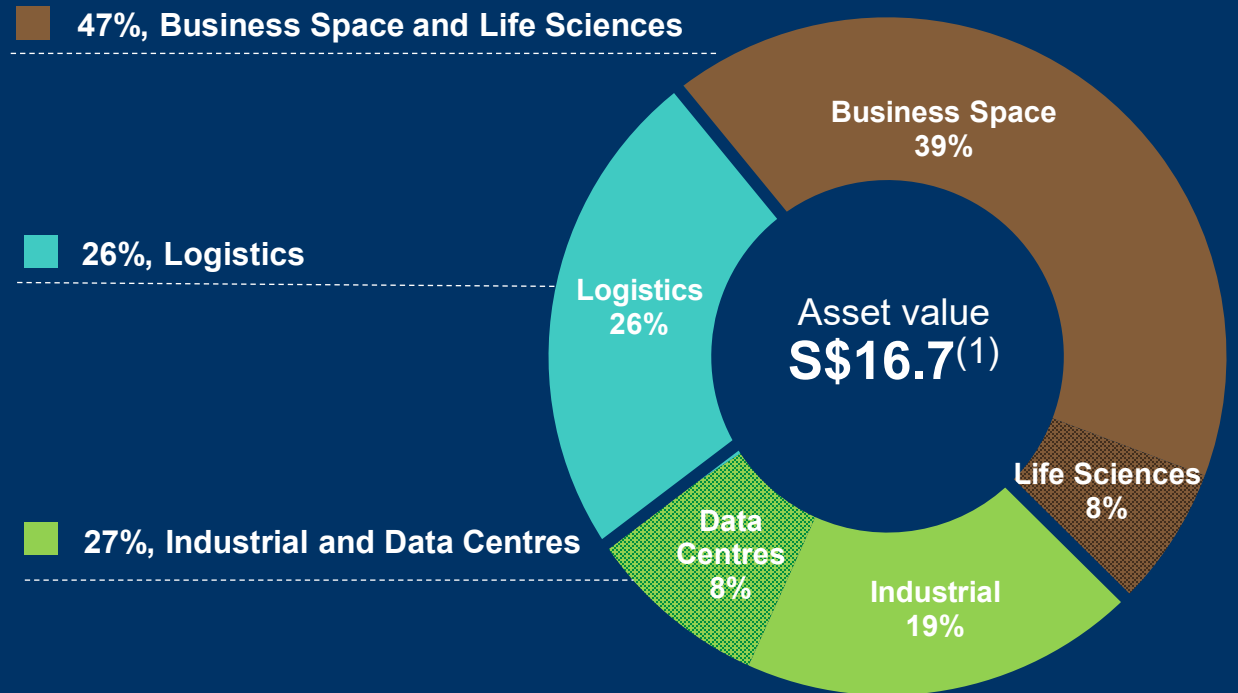 47%, Business Space and Life Sciences
Business Space
39%
26%, Logistics
Logistics
26%
Asset value
S$16.7(1)
Life Sciences
8%
27%, Industrial and Data Centres
Data
Centres
8%
Industrial
19%